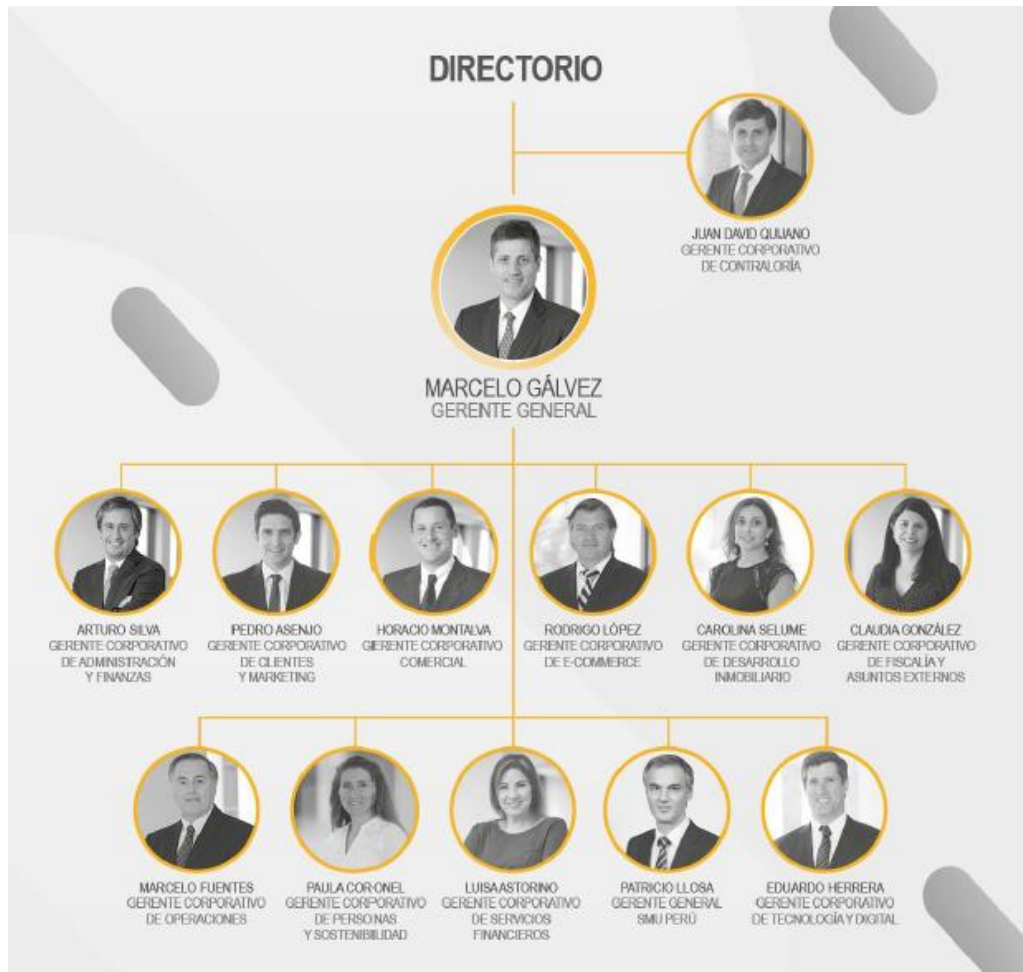 DIRECTORIO
JUAN DAVID QUIJANO
GERENTE CORPORATIVO
DE CONTRALORÍA
MARCELO GÁLVEZ
GERENTE GENERAL
ARTURO SILVA
GERENTE CORPORATIVO
DE ADMINISTRACIÓN
Y FINANZAS
PEDRO ASENJO
GERENTE CORPORATIVO
DE CLIENTES
Y MARKETING
HORACIO MONTALVA
GERENTE CORPORATIVO
COMERCIAL
RODRIGO LÓPEZ
GERENTE CORPORATIVO
DE E-COMMERCE
CAROLINA SELUME
GERENTE CORPORATIVO
DE DESARROLLO
INMOBILIARIO
CLAUDIA GONZÁLEZ
GERENTE CORPORATIVO
DE FISCALÍA Y
ASUNTOS EXTERNOS
MARCELO FUENTES
GERENTE CORPORATIVO
DE OPERACIONES
PAULA CORONEL
GERENTE CORPORATIVO
DE PERSONAS
Y SOSTENIBILIDAD
LUISA ASTORINO
GERENTE CORPORATIVO
DE SERVICIOS
FINANCIEROS
PATRICIO LLOSA
GERENTE GENERAL
SMU PERÚ
EDUARDO HERRERA
GERENTE CORPORATIVO
DE TECNOLOGÍA Y DIGITAL